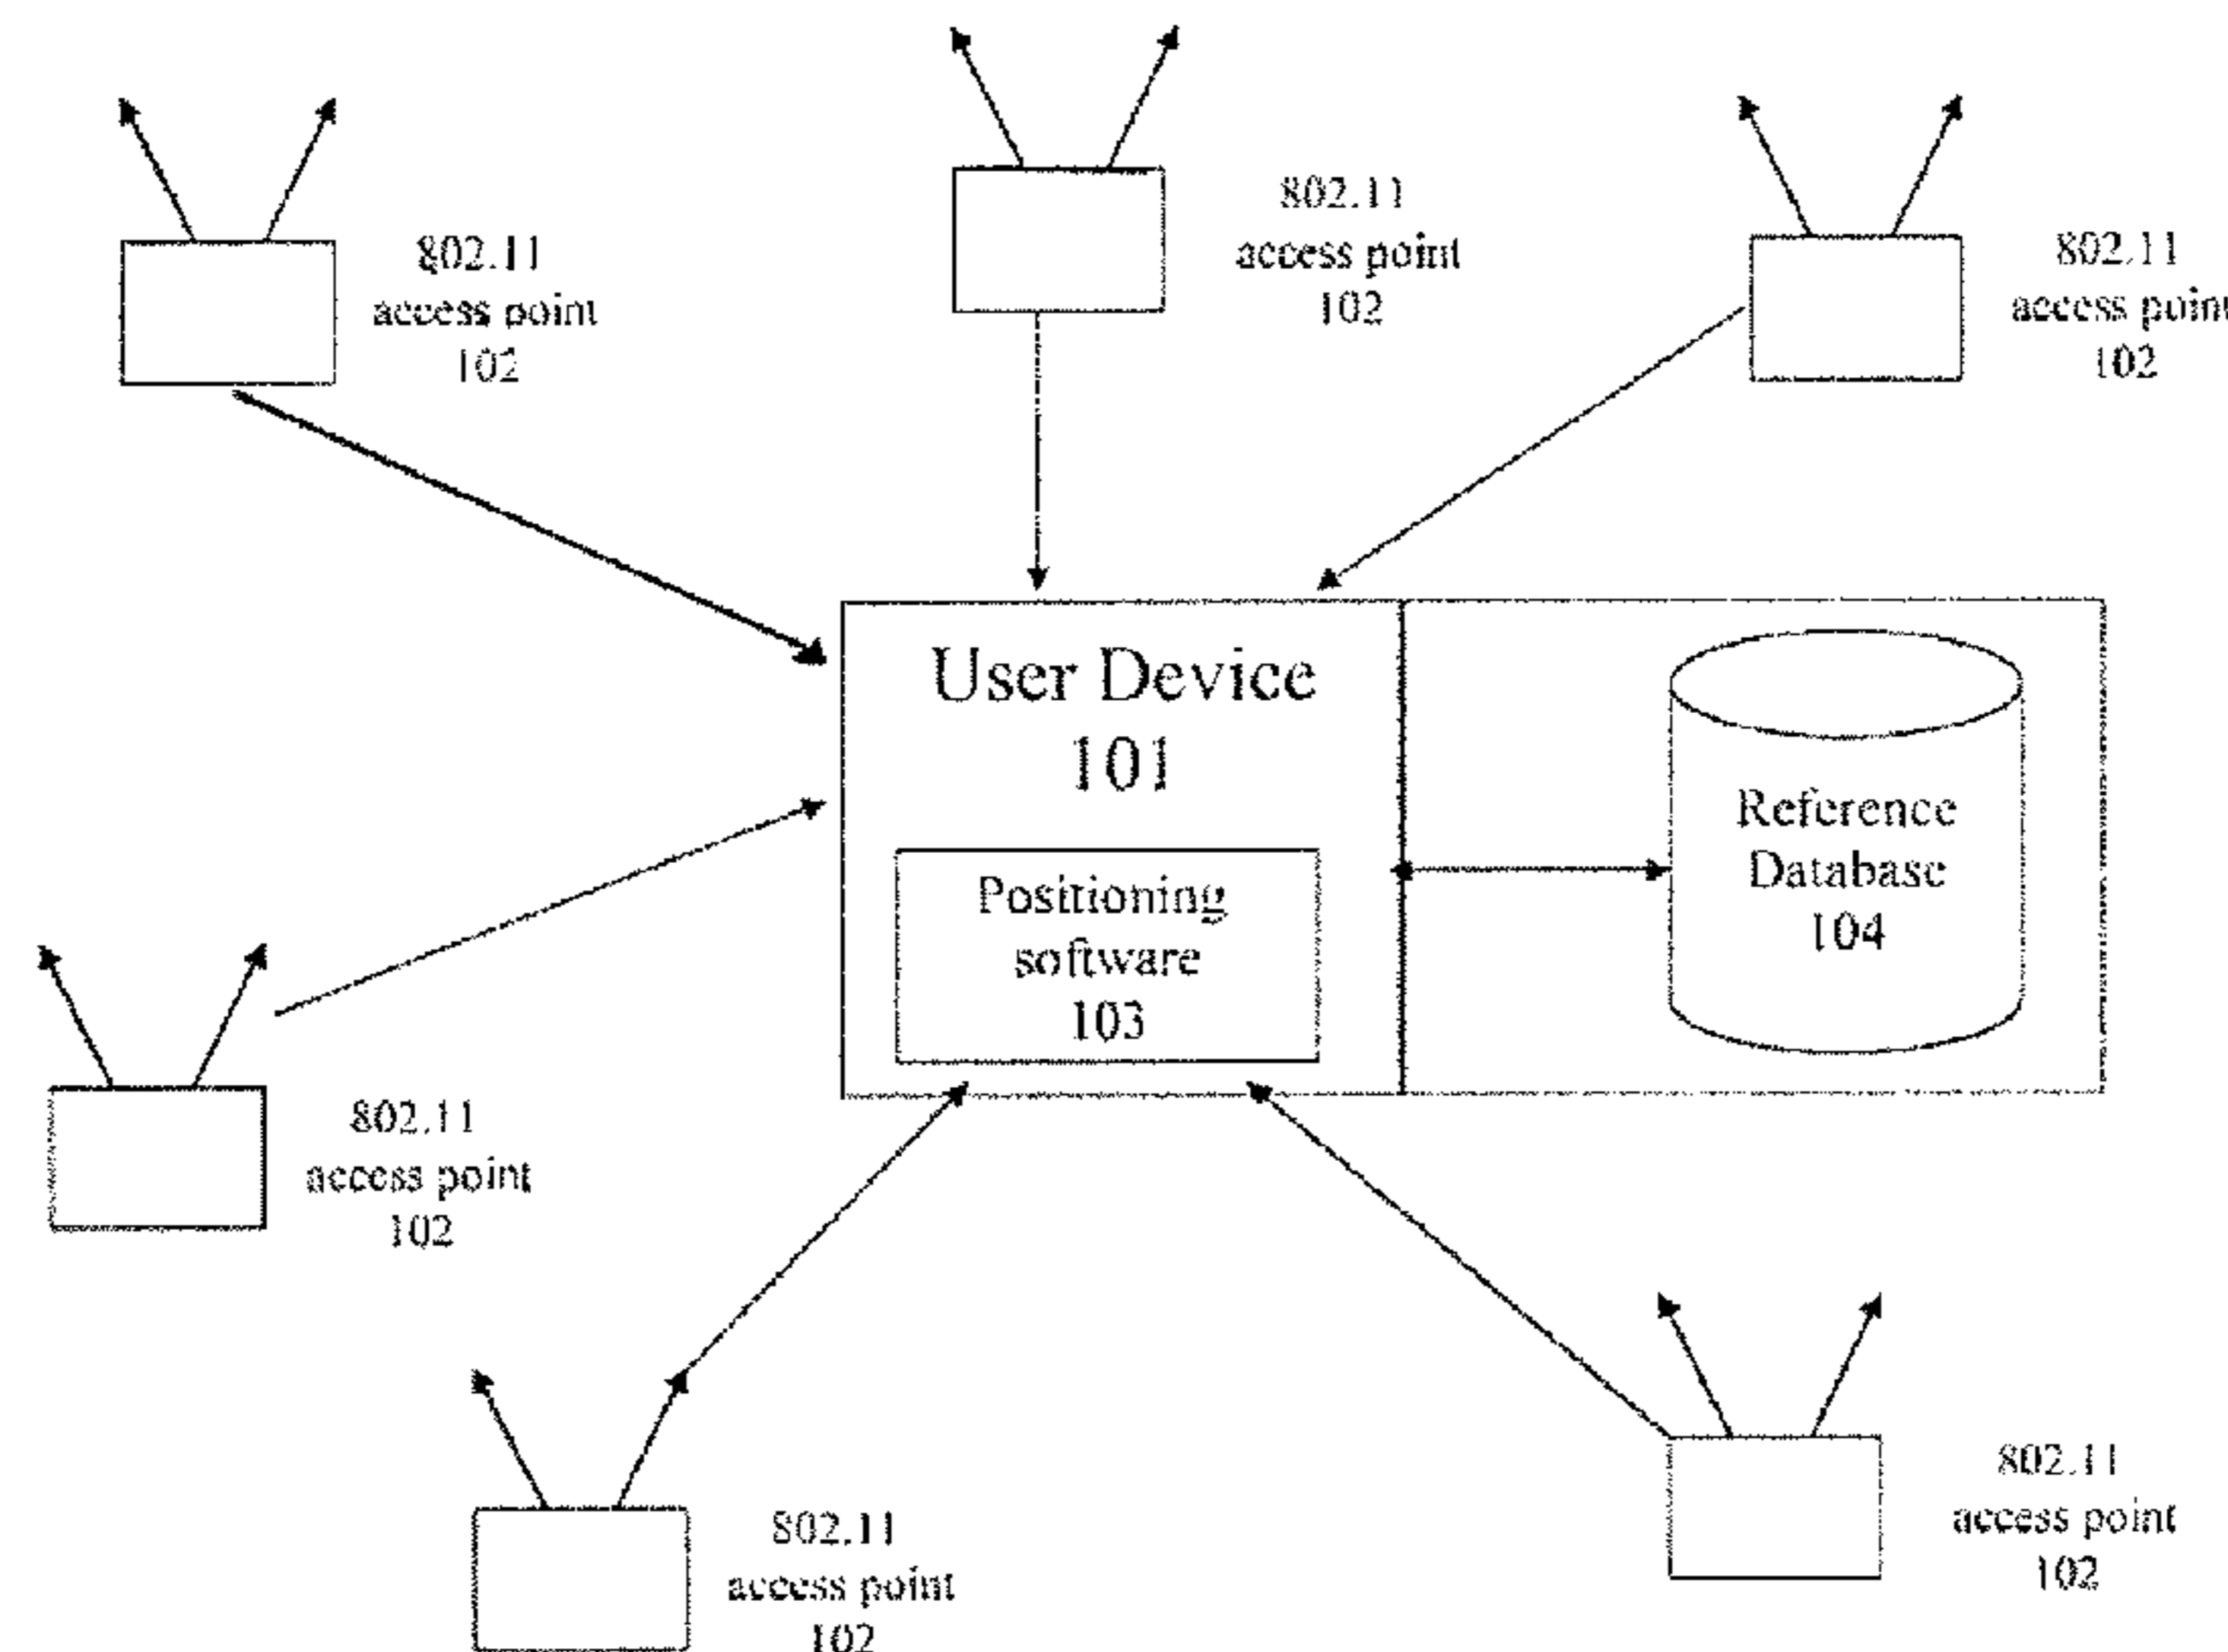 802.11
access point
102
802.11
access point
102
802.11
access point
102
User Device
101
Positioning
software
103
Reference
Database
104
802.11
access point
102
802.11
access point
102
802.11
access point
102